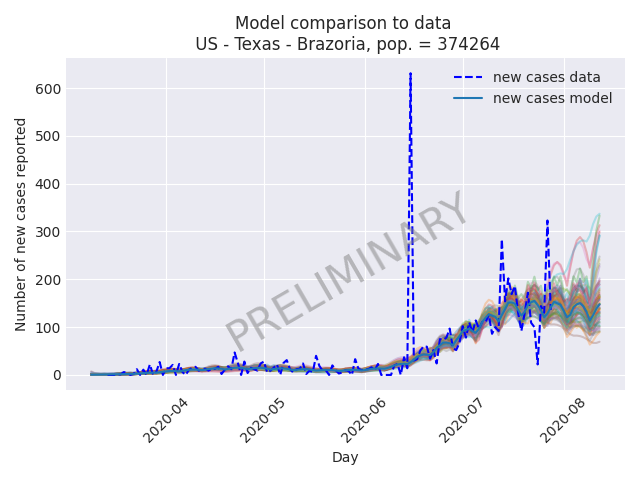 Model comparison to data
US - Texas - Brazoria, pop. = 374264
new cases data
new cases model
Number of new cases reported
600
500
400
300
200
100
0
PRELIMINARY
2020-04
2020-05
2020-06
2020-07
2020-08
Day